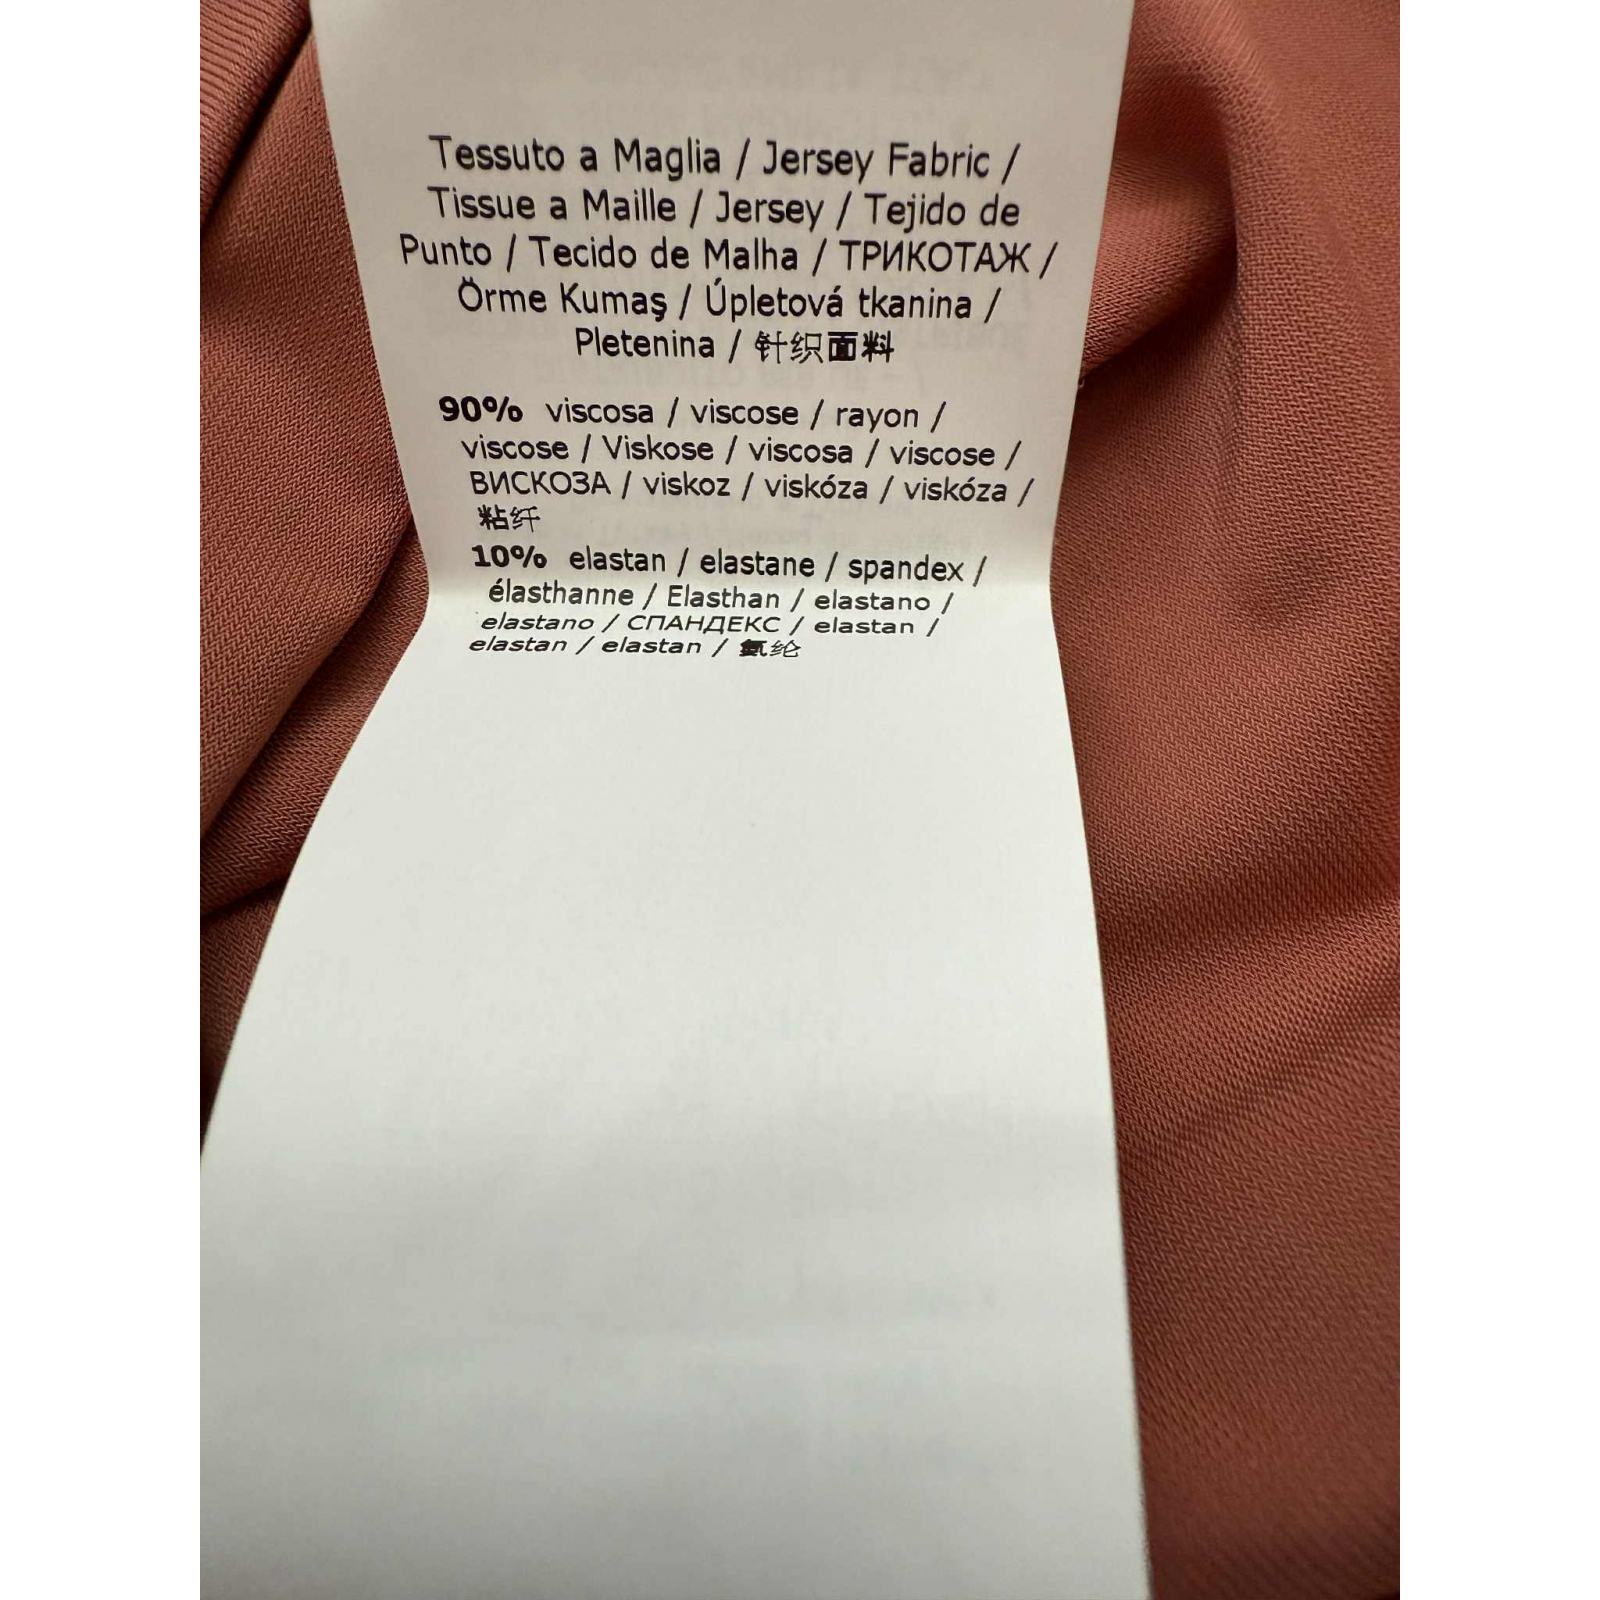 Tessuto a Maglia / Jersey Fabric /
Tissue a Maille / Jersey / Tejido de
Punto / Tecido de Malha / ТРИКОТАЖ /
Örme Kumaş / Úpletová tkanina /
Pletenina / 针织面料
90% viscosa / viscose / rayon /
viscose / Viskose / viscosa / viscose /
ВИСКОЗА / viskoz / viskóza / viskóza /
粘纤
10% elastan / elastane / spandex /
élasthanne / Elasthan / elastano /
elastano / СПАНДЕКС / elastan /
elastan / elastan / 氨纶